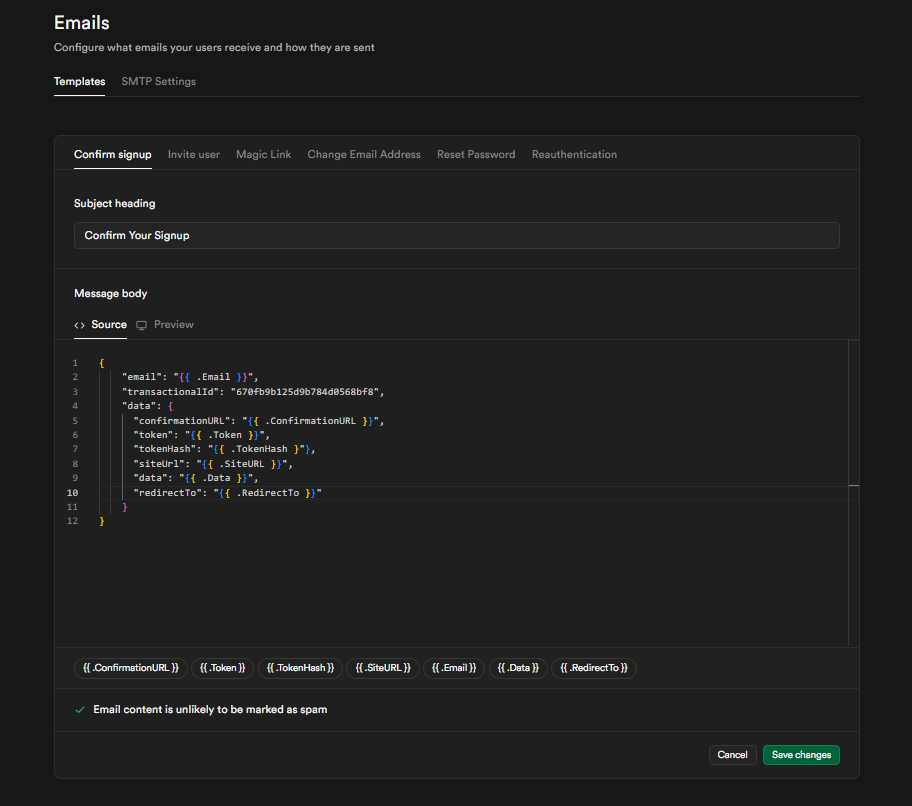 Emails
Configure what emails your users receive and how they are sent
Templates SMTP Settings
Confirm signup Invite user Magic Link Change Email Address Reset Password Reauthentication
Subject heading
Confirm Your Signup
Message body
<> Source Preview
1 {
2 "email": "{{ .Email }}",
3 "transactionalId": "670fb9b125d9b784d0568bf8",
4 "data": {
5 "confirmationURL": "{{ .ConfirmationURL }}",
6 "token": "{{ .Token }}",
7 "tokenHash": "{{ .TokenHash }"},
8 "siteUrl": "{{ .SiteURL }}",
9 "data": "{{ .Data }}",
10 "redirectTo": "{{ .RedirectTo }}"
11 }
12 }
{{ .ConfirmationURL }} {{ .Token }} {{ .TokenHash }} {{ .SiteURL }} {{ .Email }} {{ .Data }} {{ .RedirectTo }}
Email content is unlikely to be marked as spam
Cancel Save changes